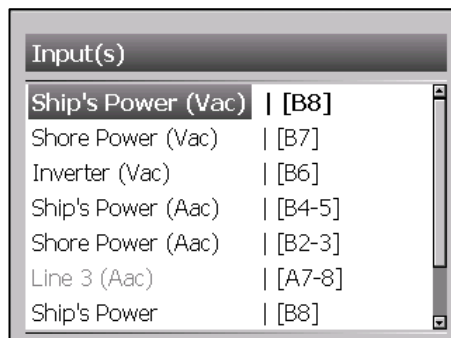 Input(s)
Ship's Power (Vac) | [B8]
Shore Power (Vac) | [B7]
Inverter (Vac) | [B6]
Ship's Power (Aac) | [B4-5]
Shore Power (Aac) | [B2-3]
Line 3 (Aac) | [A7-8]
Ship's Power | [B8]